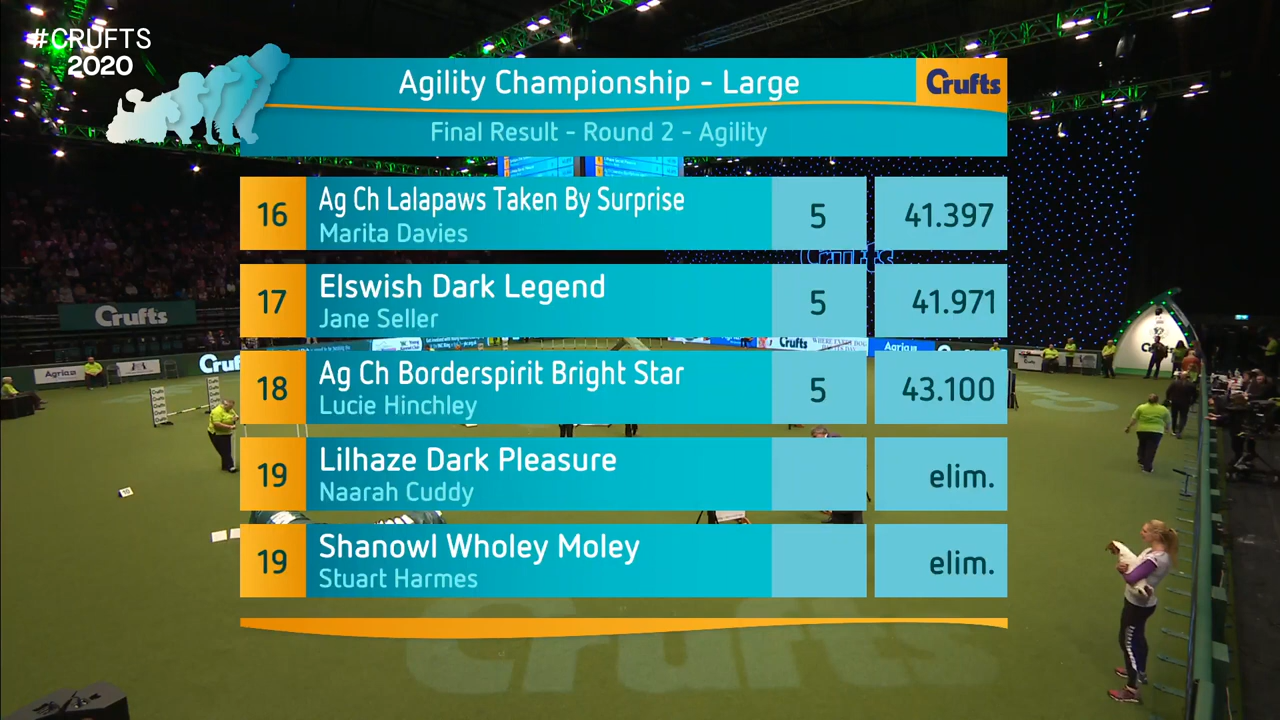 #CRUFTS
2020
Agility Championship - Large
Crufts
Final Result - Round 2 - Agility
16
Ag Ch Lalapaws Taken By Surprise
Marita Davies
5
41.397
17
Elswish Dark Legend
Jane Seller
5
41.971
18
Ag Ch Borderspirit Bright Star
Lucie Hinchley
5
43.100
19
Lilhaze Dark Pleasure
Naarah Cuddy
elim.
19
Shanowl Wholey Moley
Stuart Harmes
elim.
Crufts
Crufts
Agria
Crufts
Agria
Crufts